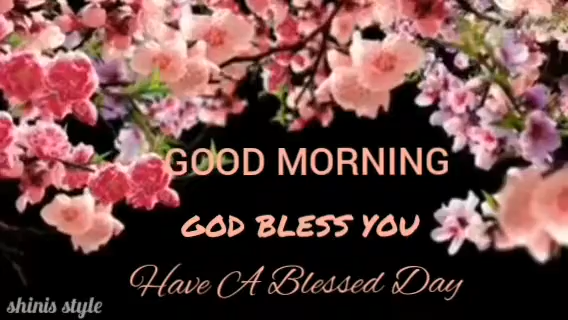 GOOD MORNING
GOD BLESS YOU
Have A Blessed Day
shinis style